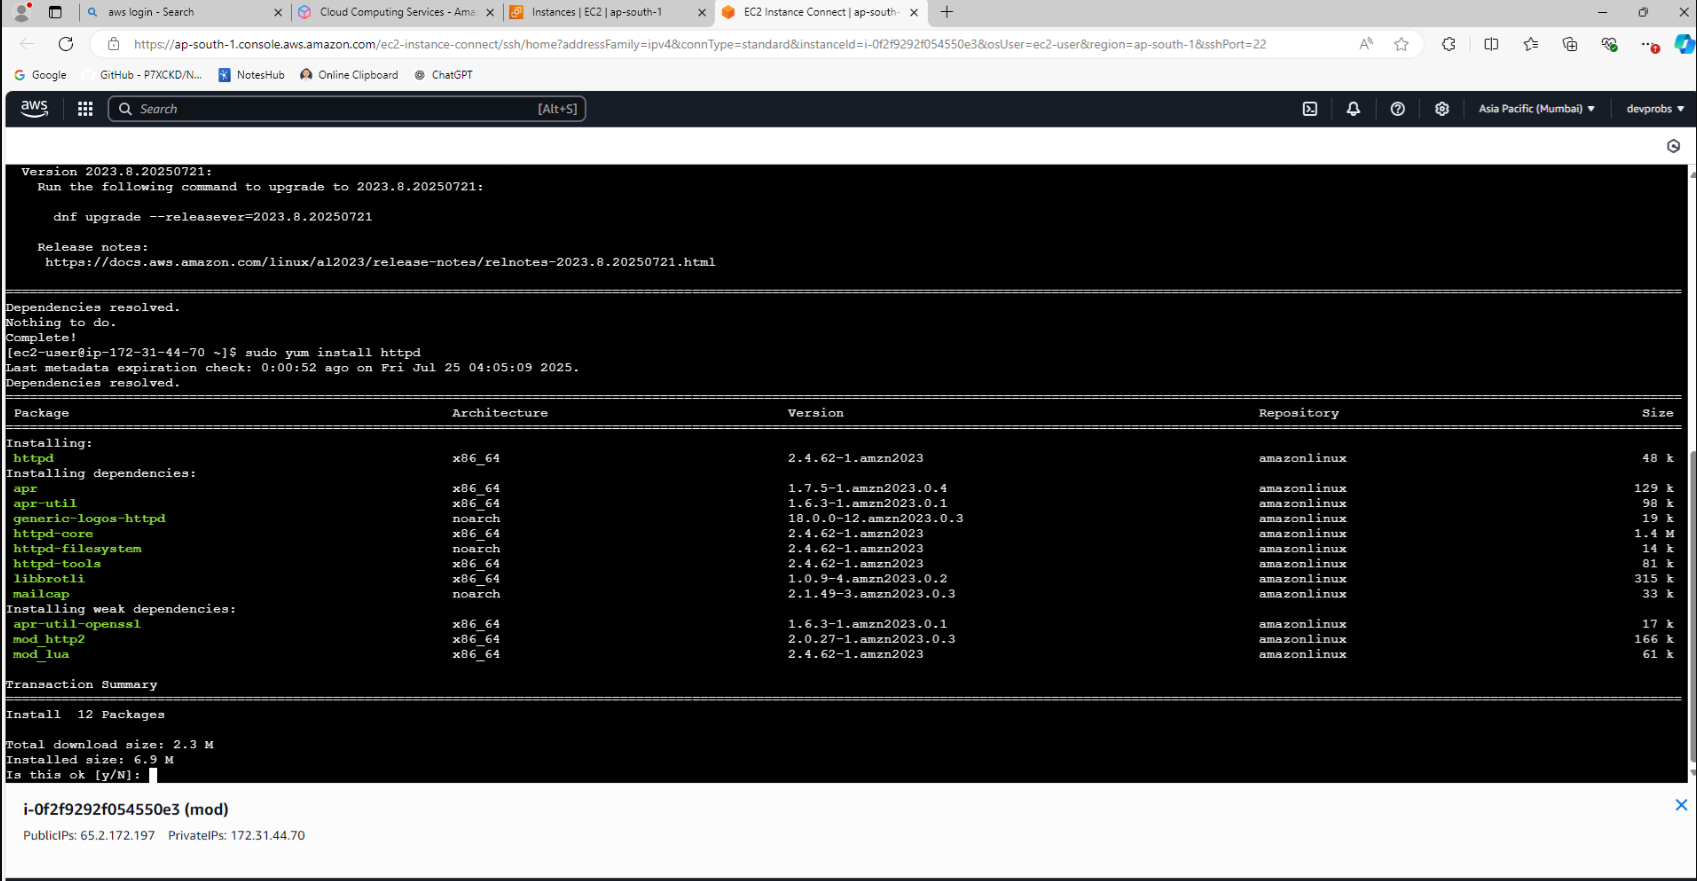 aws login - Search
Cloud Computing Services - Ama
Instances | EC2 | ap-south-1
EC2 Instance Connect | ap-south-
https://ap-south-1.console.aws.amazon.com/ec2-instance-connect/ssh/home?addressFamily=ipv4&connType=standard&instanceId=i-0f2f9292f054550e3&osUser=ec2-user&region=ap-south-1&sshPort=22
Google GitHub - P7XCKD/N... NotesHub Online Clipboard ChatGPT
aws Search [Alt+S] Asia Pacific (Mumbai) devprobs
Version 2023.8.20250721:
Run the following command to upgrade to 2023.8.20250721:
dnf upgrade --releasever=2023.8.20250721
Release notes:
https://docs.aws.amazon.com/linux/al2023/release-notes/relnotes-2023.8.20250721.html
Dependencies resolved.
Nothing to do.
Complete!
[ec2-user@ip-172-31-44-70 ~]$ sudo yum install httpd
Last metadata expiration check: 0:00:52 ago on Fri Jul 25 04:05:09 2025.
Dependencies resolved.
Package Architecture Version Repository Size
Installing:
httpd x86_64 2.4.62-1.amzn2023 amazonlinux 48 k
Installing dependencies:
apr x86_64 1.7.5-1.amzn2023.0.4 amazonlinux 129 k
apr-util x86_64 1.6.3-1.amzn2023.0.1 amazonlinux 98 k
generic-logos-httpd noarch 18.0.0-12.amzn2023.0.3 amazonlinux 19 k
httpd-core x86_64 2.4.62-1.amzn2023 amazonlinux 1.4 M
httpd-filesystem noarch 2.4.62-1.amzn2023 amazonlinux 14 k
httpd-tools x86_64 2.4.62-1.amzn2023 amazonlinux 81 k
libbrotli x86_64 1.0.9-4.amzn2023.0.2 amazonlinux 315 k
mailcap noarch 2.1.49-3.amzn2023.0.3 amazonlinux 33 k
Installing weak dependencies:
apr-util-openssl x86_64 1.6.3-1.amzn2023.0.1 amazonlinux 17 k
mod_http2 x86_64 2.0.27-1.amzn2023.0.3 amazonlinux 166 k
mod_lua x86_64 2.4.62-1.amzn2023 amazonlinux 61 k
Transaction Summary
Install 12 Packages
Total download size: 2.3 M
Installed size: 6.9 M
Is this ok [y/N]:
i-0f2f9292f054550e3 (mod)
PublicIPs: 65.2.172.197 PrivateIPs: 172.31.44.70